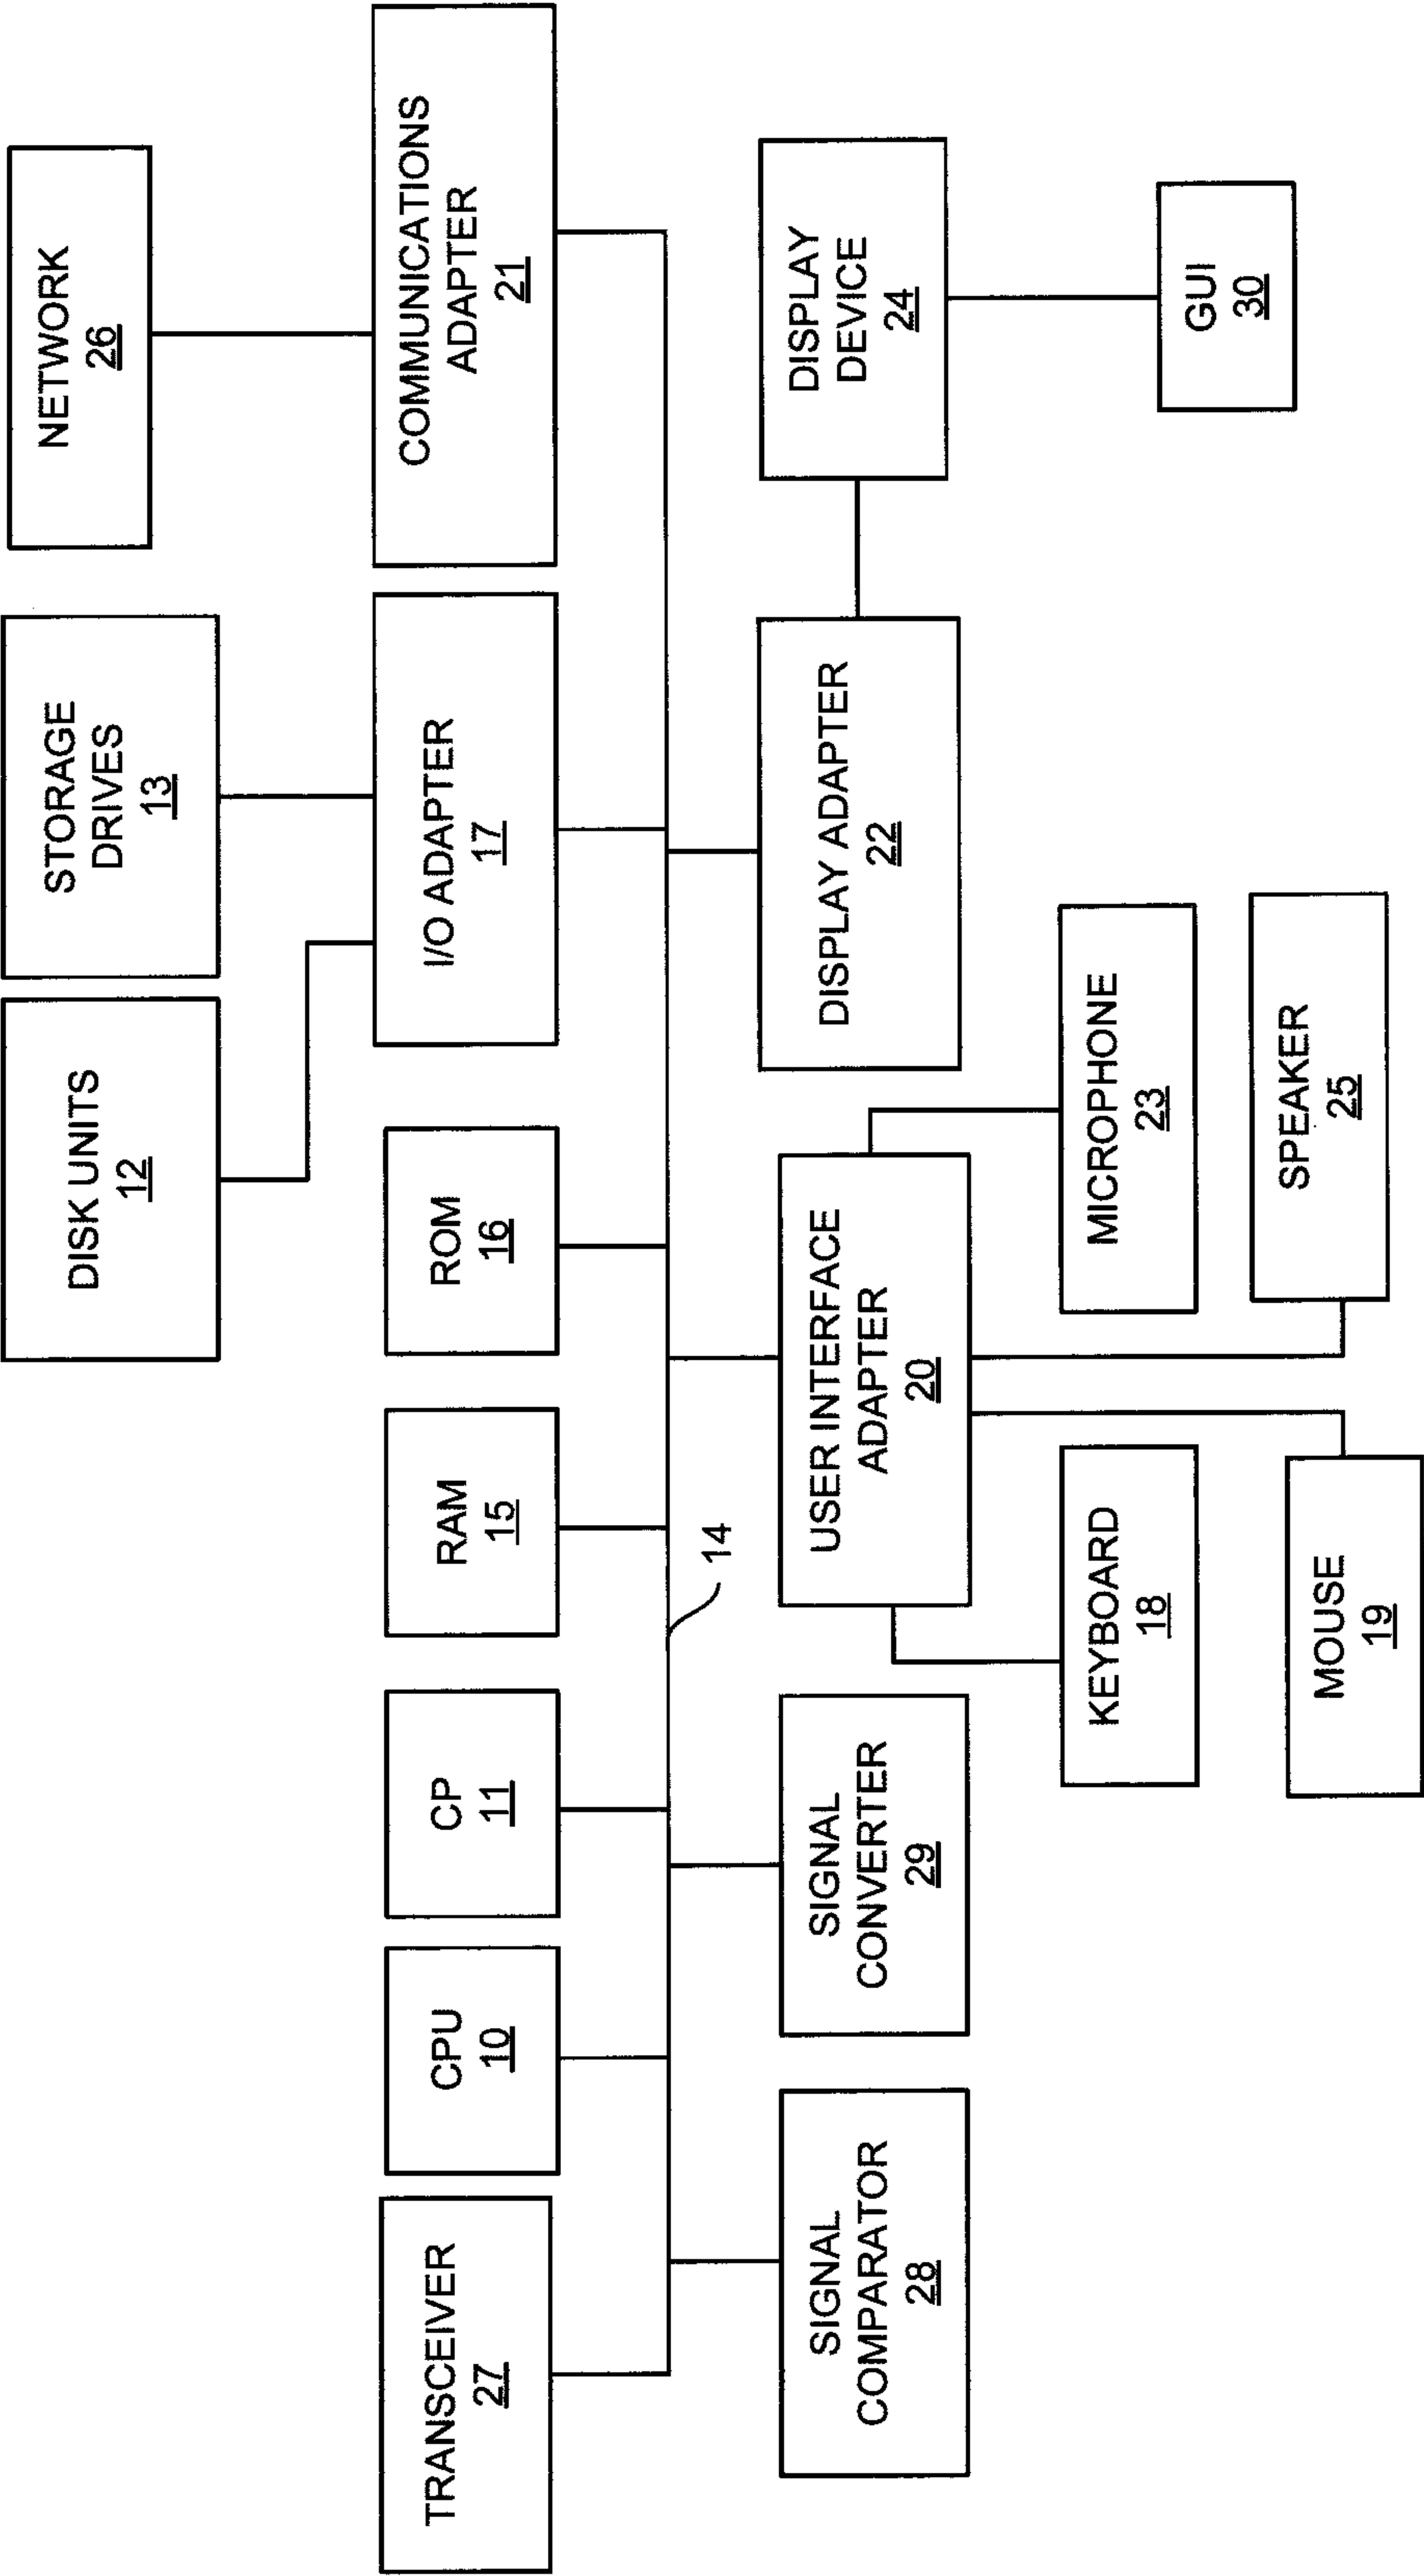 DISK UNITS
12
STORAGE
DRIVES
13
NETWORK
26
TRANSCEIVER
27
CPU
10
CP
11
RAM
15
ROM
16
I/O ADAPTER
17
COMMUNICATIONS
ADAPTER
21
14
SIGNAL
COMPARATOR
28
SIGNAL
CONVERTER
29
USER INTERFACE
ADAPTER
20
DISPLAY ADAPTER
22
DISPLAY
DEVICE
24
KEYBOARD
18
MICROPHONE
23
GUI
30
MOUSE
19
SPEAKER
25